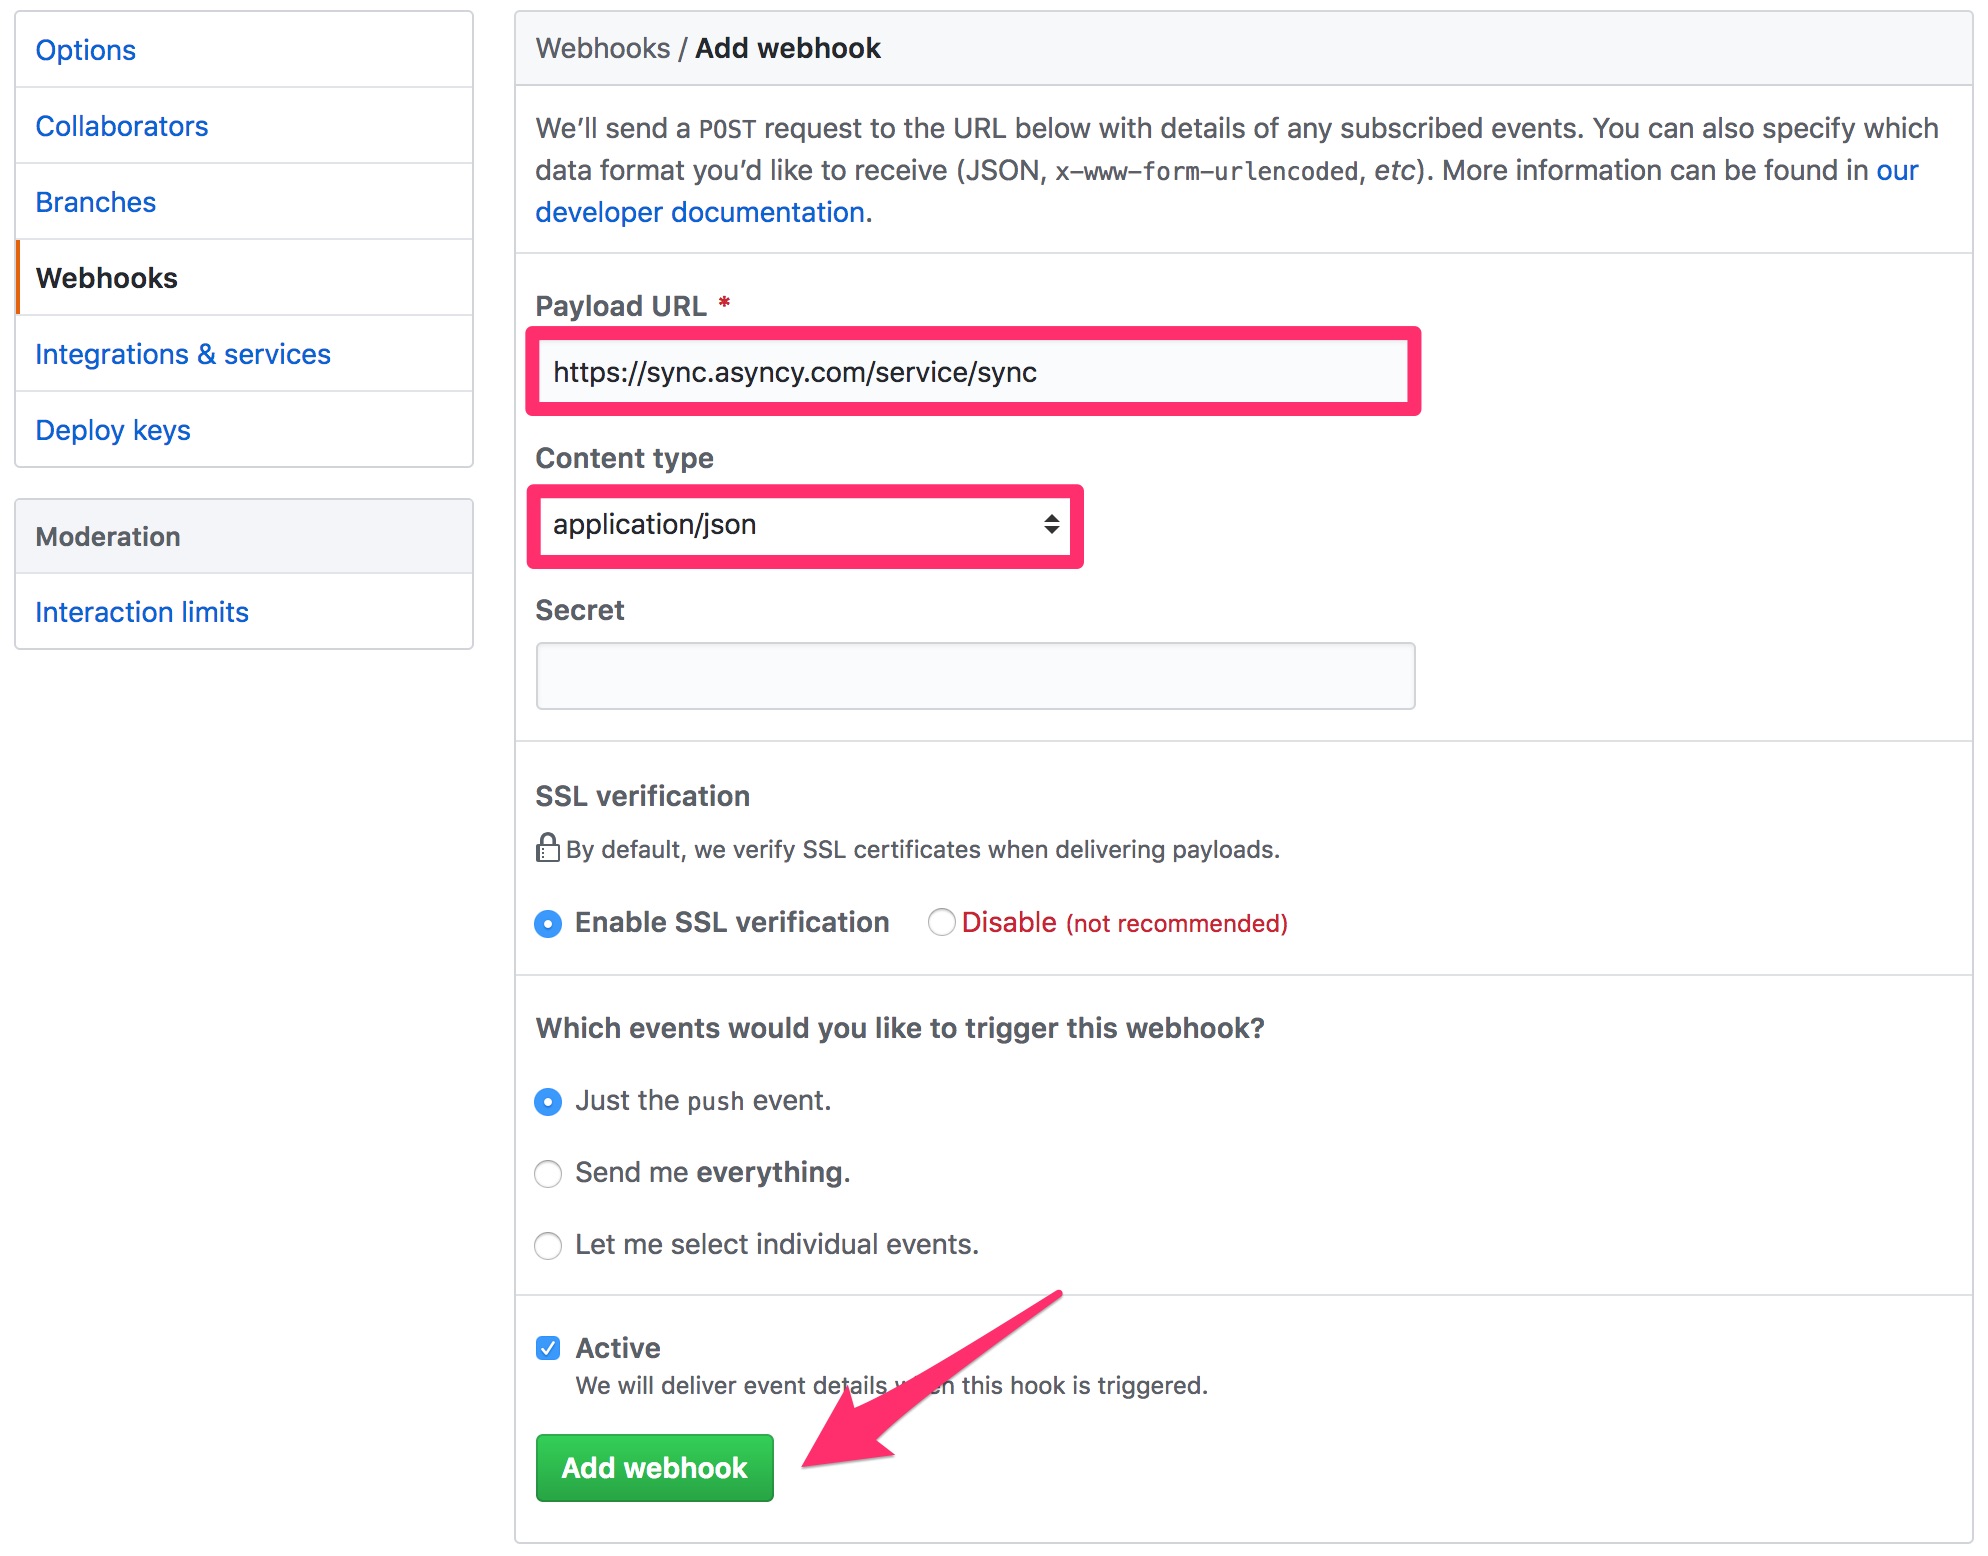 Options
Collaborators
Branches
Webhooks
Integrations & services
Deploy keys
Moderation
Interaction limits
Webhooks / Add webhook
We’ll send a POST request to the URL below with details of any subscribed events. You can also specify which
data format you’d like to receive (JSON, x-www-form-urlencoded, etc). More information can be found in our
developer documentation.
Payload URL *
https://sync.asyncy.com/service/sync
Content type
application/json
Secret
SSL verification
By default, we verify SSL certificates when delivering payloads.
Enable SSL verification Disable (not recommended)
Which events would you like to trigger this webhook?
Just the push event.
Send me everything.
Let me select individual events.
Active
We will deliver event details when this hook is triggered.
Add webhook